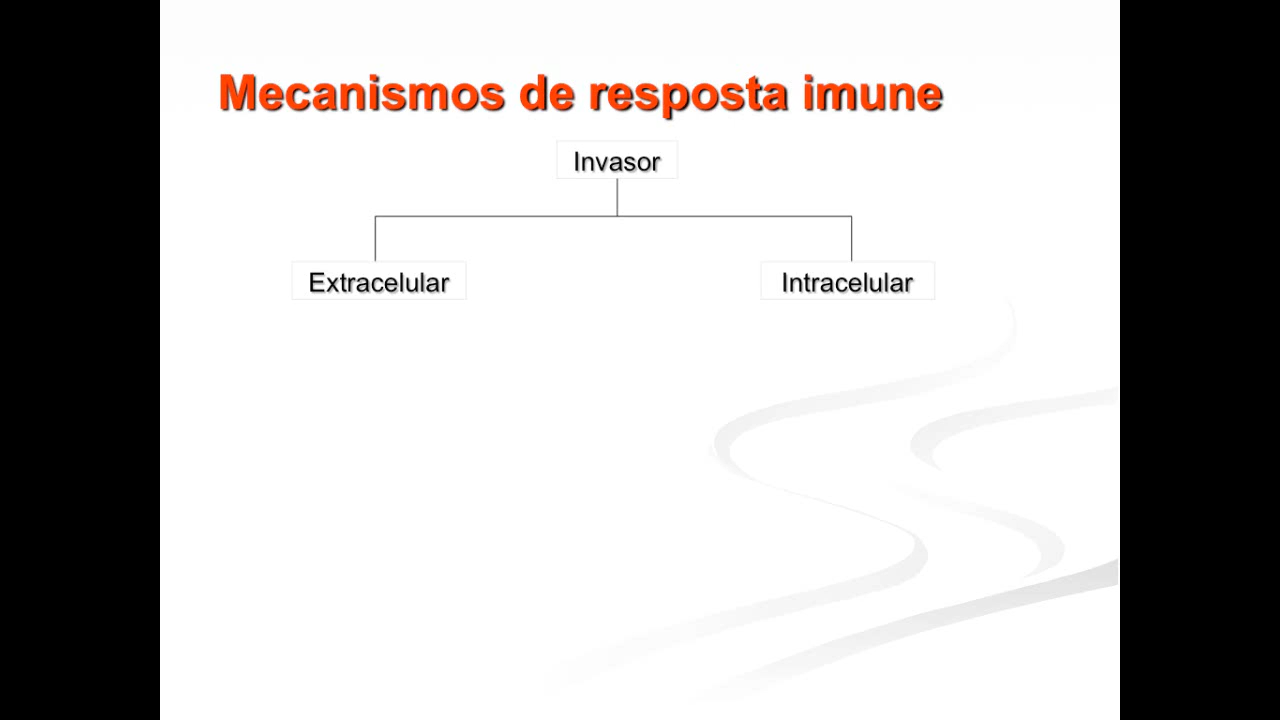 Mecanismos de resposta imune
Invasor
Extracelular
Intracelular